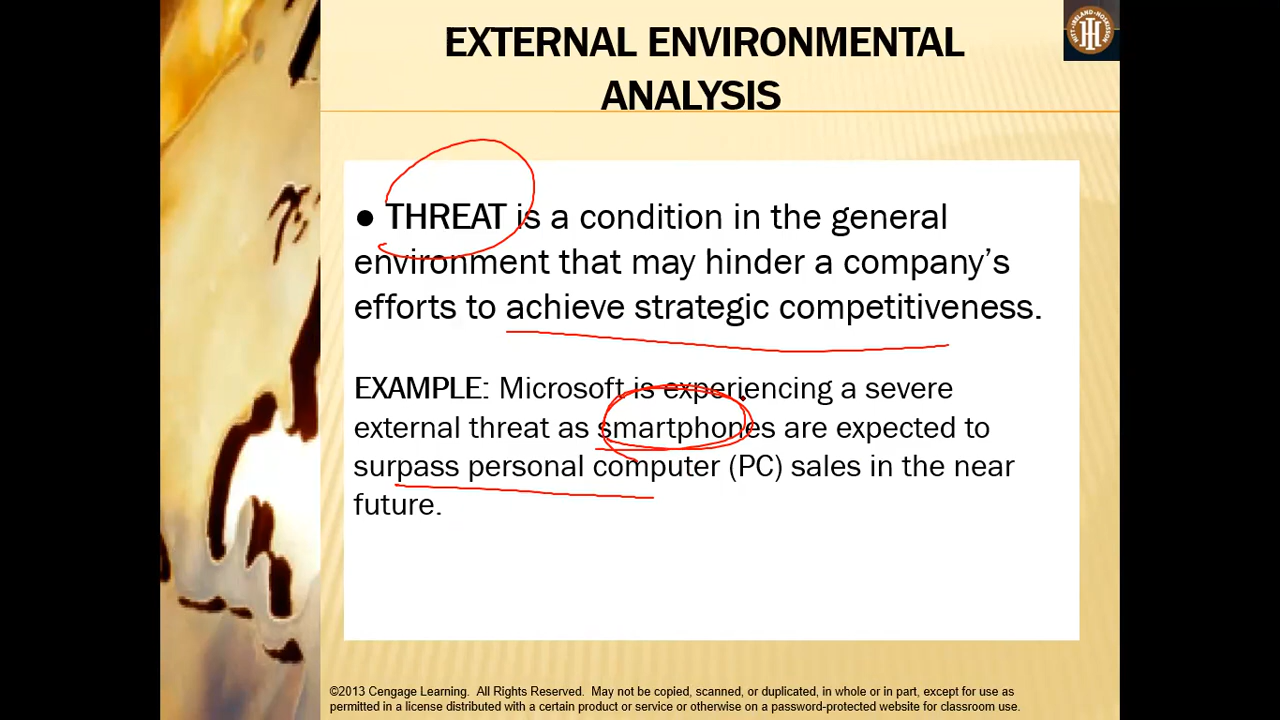 EXTERNAL ENVIRONMENTAL
ANALYSIS
● THREAT is a condition in the general
environment that may hinder a company’s
efforts to achieve strategic competitiveness.
EXAMPLE: Microsoft is experiencing a severe
external threat as smartphones are expected to
surpass personal computer (PC) sales in the near
future.
©2013 Cengage Learning. All Rights Reserved. May not be copied, scanned, or duplicated, in whole or in part, except for use as
permitted in a license distributed with a certain product or service or otherwise on a password-protected website for classroom use.